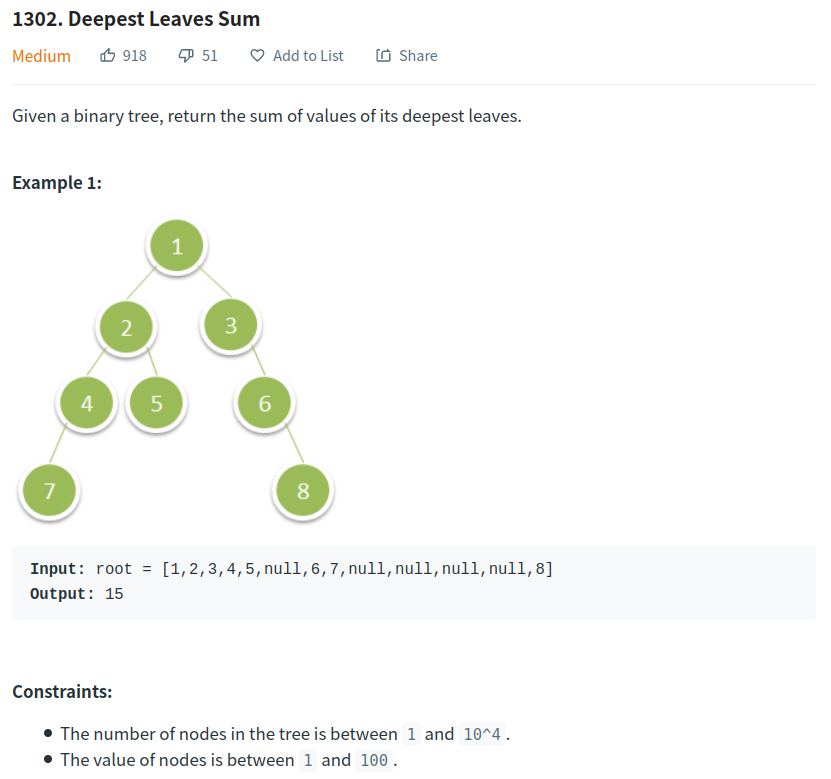 1302. Deepest Leaves Sum
Medium 918 51 Add to List Share
Given a binary tree, return the sum of values of its deepest leaves.
Example 1:
1
2 3
4 5 6
7 8
Input: root = [1,2,3,4,5,null,6,7,null,null,null,null,8]
Output: 15
Constraints:
The number of nodes in the tree is between 1 and 10^4.
The value of nodes is between 1 and 100.